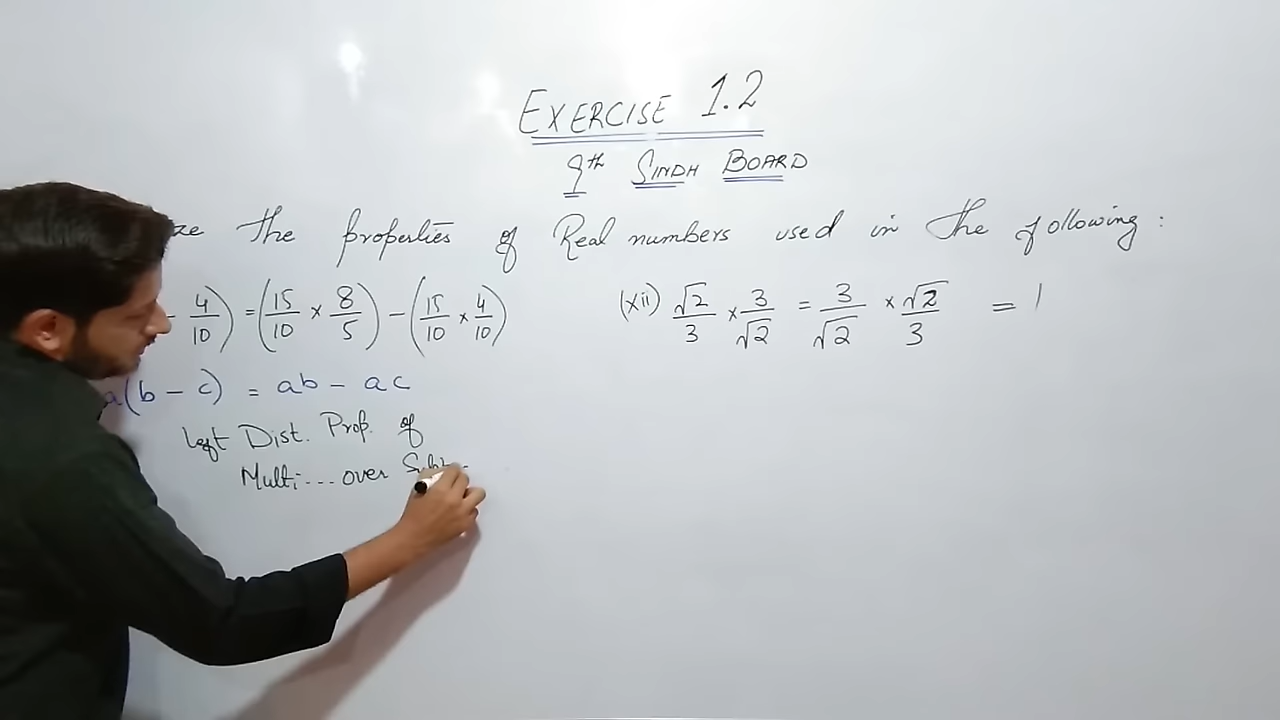 EXERCISE 1.2
9th SINDH BOARD
the properties of Real numbers used in the following :
- 4/10) = (15/10 × 8/5) - (15/10 × 4/10)
(xii) √2/3 × 3/√2 = 3/√2 × √2/3 = 1
a(b - c) = ab - ac
Left Dist. Prop. of
Multi... over